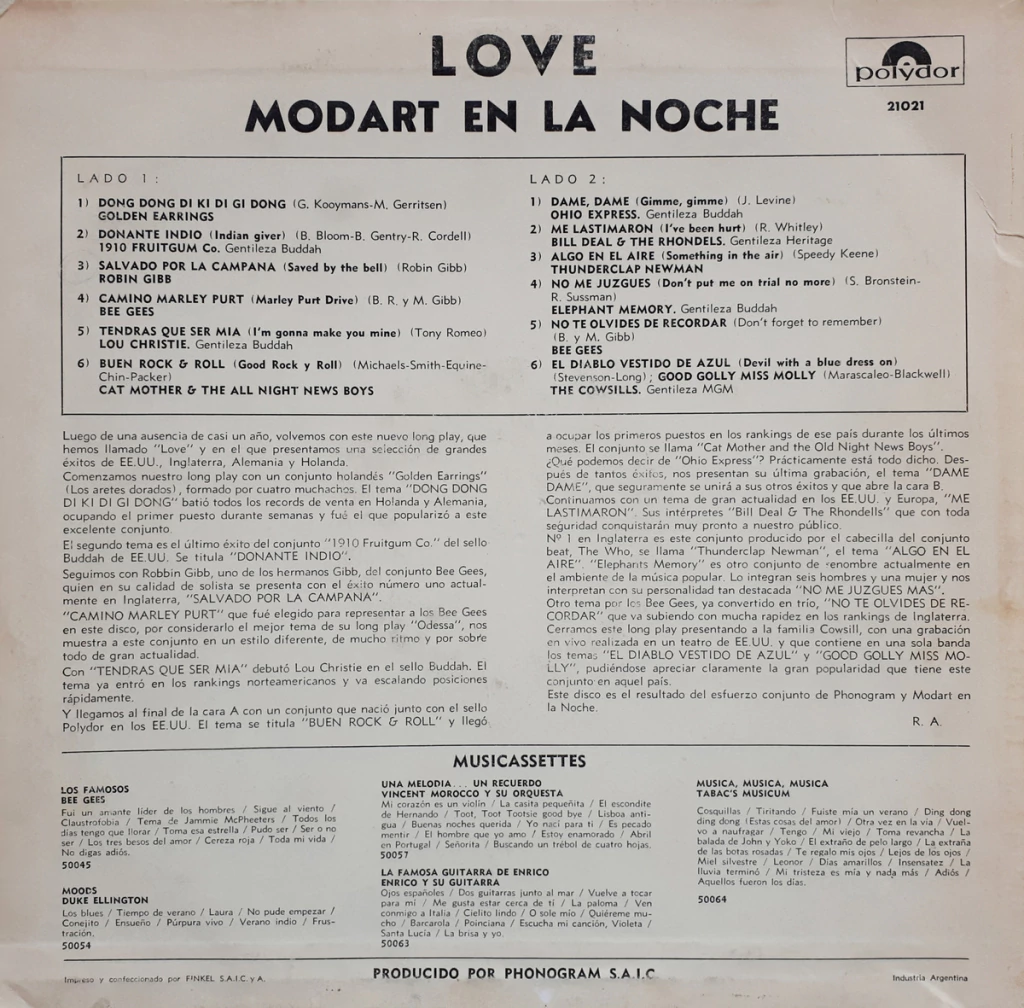 LOVE
MODART EN LA NOCHE
polydor
21021
LADO 1:
1) DONG DONG DI KI DI GI DONG (G. Kooymans-M. Gerritsen)
GOLDEN EARRINGS
2) DONANTE INDIO (Indian giver) (B. Bloom-B. Gentry-R. Cordell)
1910 FRUITGUM Co. Gentileza Buddah
3) SALVADO POR LA CAMPANA (Saved by the bell) (Robin Gibb)
ROBIN GIBB
4) CAMINO MARLEY PURT (Marley Purt Drive) (B. R. y M. Gibb)
BEE GEES
5) TENDRAS QUE SER MIA (I'm gonna make you mine) (Tony Romeo)
LOU CHRISTIE. Gentileza Buddah
6) BUEN ROCK & ROLL (Good Rock y Roll) (Michaels-Smith-Equine-
Chin-Packer)
CAT MOTHER & THE ALL NIGHT NEWS BOYS
LADO 2:
1) DAME, DAME (Gimme, gimme) (J. Levine)
OHIO EXPRESS. Gentileza Buddah
2) ME LASTIMARON (I've been hurt) (R. Whitley)
BILL DEAL & THE RHONDELS. Gentileza Heritage
3) ALGO EN EL AIRE (Something in the air) (Speedy Keene)
THUNDERCLAP NEWMAN
4) NO ME JUZGUES (Don't put me on trial no more) (S. Bronstein-
R. Sussman)
ELEPHANT MEMORY. Gentileza Buddah
5) NO TE OLVIDES DE RECORDAR (Don't forget to remember)
(B. y M. Gibb)
BEE GEES
6) EL DIABLO VESTIDO DE AZUL (Devil with a blue dress on)
(Stevenson-Long) ; GOOD GOLLY MISS MOLLY (Marascaleo-Blackwell)
THE COWSILLS. Gentileza MGM
Luego de una ausencia de casi un año, volvemos con este nuevo long play, que
hemos llamado "Love" y en el que presentamos una selección de grandes
éxitos de EE.UU., Inglaterra, Alemania y Holanda.
Comenzamos nuestro long play con un conjunto holandés "Golden Earrings"
(Los aretes dorados), formado por cuatro muchachos. El tema "DONG DONG
DI KI DI GI DONG" batió todos los records de venta en Holanda y Alemania,
ocupando el primer puesto durante semanas y fué el que popularizó a este
excelente conjunto.
El segundo tema es el último éxito del conjunto "1910 Fruitgum Co." del sello
Buddah de EE.UU. Se titula "DONANTE INDIO".
Seguimos con Robbin Gibb, uno de los hermanos Gibb, del conjunto Bee Gees,
quien en su calidad de solista se presenta con el éxito número uno actual-
mente en Inglaterra, "SALVADO POR LA CAMPANA".
"CAMINO MARLEY PURT" que fué elegido para representar a los Bee Gees
en este disco, por considerarlo el mejor tema de su long play "Odessa", nos
muestra a este conjunto en un estilo diferente, de mucho ritmo y por sobre
todo de gran actualidad.
Con "TENDRAS QUE SER MIA" debutó Lou Christie en el sello Buddah. El
tema ya entró en los rankings norteamericanos y va escalando posiciones
rápidamente.
Y llegamos al final de la cara A con un conjunto que nació junto con el sello
Polydor en los EE.UU. El tema se titula "BUEN ROCK & ROLL" y llegó
a ocupar los primeros puestos en los rankings de ese país durante los últimos
meses. El conjunto se llama "Cat Mother and the Old Night News Boys".
¿Qué podemos decir de "Ohio Express"? Prácticamente está todo dicho. Des-
pués de tantos éxitos, nos presentan su última grabación, el tema "DAME
DAME", que seguramente se unirá a sus otros éxitos y que abre la cara B.
Continuamos con un tema de gran actualidad en los EE.UU. y Europa, "ME
LASTIMARON". Sus intérpretes "Bill Deal & The Rhondells" que con toda
seguridad conquistarán muy pronto a nuestro público.
Nº 1 en Inglaterra es este conjunto producido por el cabecilla del conjunto
beat, The Who, se llama "Thunderclap Newman", el tema "ALGO EN EL
AIRE". "Elephants Memory" es otro conjunto de renombre actualmente en
el ambiente de la música popular. Lo integran seis hombres y una mujer y nos
interpretan con su personalidad tan destacada "NO ME JUZGUES MAS".
Otro tema por los Bee Gees, ya convertido en trío, "NO TE OLVIDES DE RE-
CORDAR" que va subiendo con mucha rapidez en los rankings de Inglaterra.
Cerramos este long play presentando a la familia Cowsill, con una grabación
en vivo realizada en un teatro de EE.UU. y que contiene en una sola banda
los temas "EL DIABLO VESTIDO DE AZUL" y "GOOD GOLLY MISS MO-
LLY", pudiéndose apreciar claramente la gran popularidad que tiene este
conjunto en aquel país.
Este disco es el resultado del esfuerzo conjunto de Phonogram y Modart en
la Noche.
R. A.
MUSICASSETTES
LOS FAMOSOS
BEE GEES
Fui un amante líder de los hombres / Sigue al viento /
Claustrofobia / Tema de Jammie McPheeters / Todos los
días tengo que llorar / Toma esa estrella / Pudo ser / Ser o no
ser / Los tres besos del amor / Cereza roja / Toda mi vida /
No digas adiós.
50045
MOODS
DUKE ELLINGTON
Los blues / Tiempo de verano / Laura / No pude empezar /
Conejito / Ensueño / Púrpura vivo / Verano indio / Frus-
tración.
50054
UNA MELODIA... UN RECUERDO
VINCENT MOROCCO Y SU ORQUESTA
Mi corazón es un violín / La casita pequeñita / El escondite
de Hernando / Toot, Toot Tootsie good bye / Lisboa anti-
gua / Buenas noches querida / Yo nací para ti / Es pecado
mentir / El hombre que yo amo / Estoy enamorado / Abril
en Portugal / Señorita / Buscando un trébol de cuatro hojas.
50057
LA FAMOSA GUITARRA DE ENRICO
ENRICO Y SU GUITARRA
Ojos españoles / Dos guitarras junto al mar / Vuelve a tocar
para mí / Me gusta estar cerca de ti / La paloma / Ven
conmigo a Italia / Cielito lindo / O sole mio / Quiéreme mu-
cho / Barcarola / Poinciana / Escucha mi canción, Violeta /
Santa Lucía / La brisa y yo.
50063
MUSICA, MUSICA, MUSICA
TABAC'S MUSICUM
Cosquillas / Tiritando / Fuiste mía un verano / Ding dong
ding dong (Estas cosas del amor) / Otra vez en la vía / Vuel-
vo a naufragar / Tengo / Mi viejo / Toma revancha / La
balada de John y Yoko / El extraño de pelo largo / La extraña
de las botas rosadas / Te regalo mis ojos / Lejos de los ojos /
Miel silvestre / Leonor / Días amarillos / Insensatez / La
lluvia terminó / Mi tristeza es mía y nada más / Adiós /
Aquellos fueron los días.
50064
Impreso y confeccionado por FINKEL S.A.I.C. y A.
PRODUCIDO POR PHONOGRAM S.A.I.C
Industria Argentina